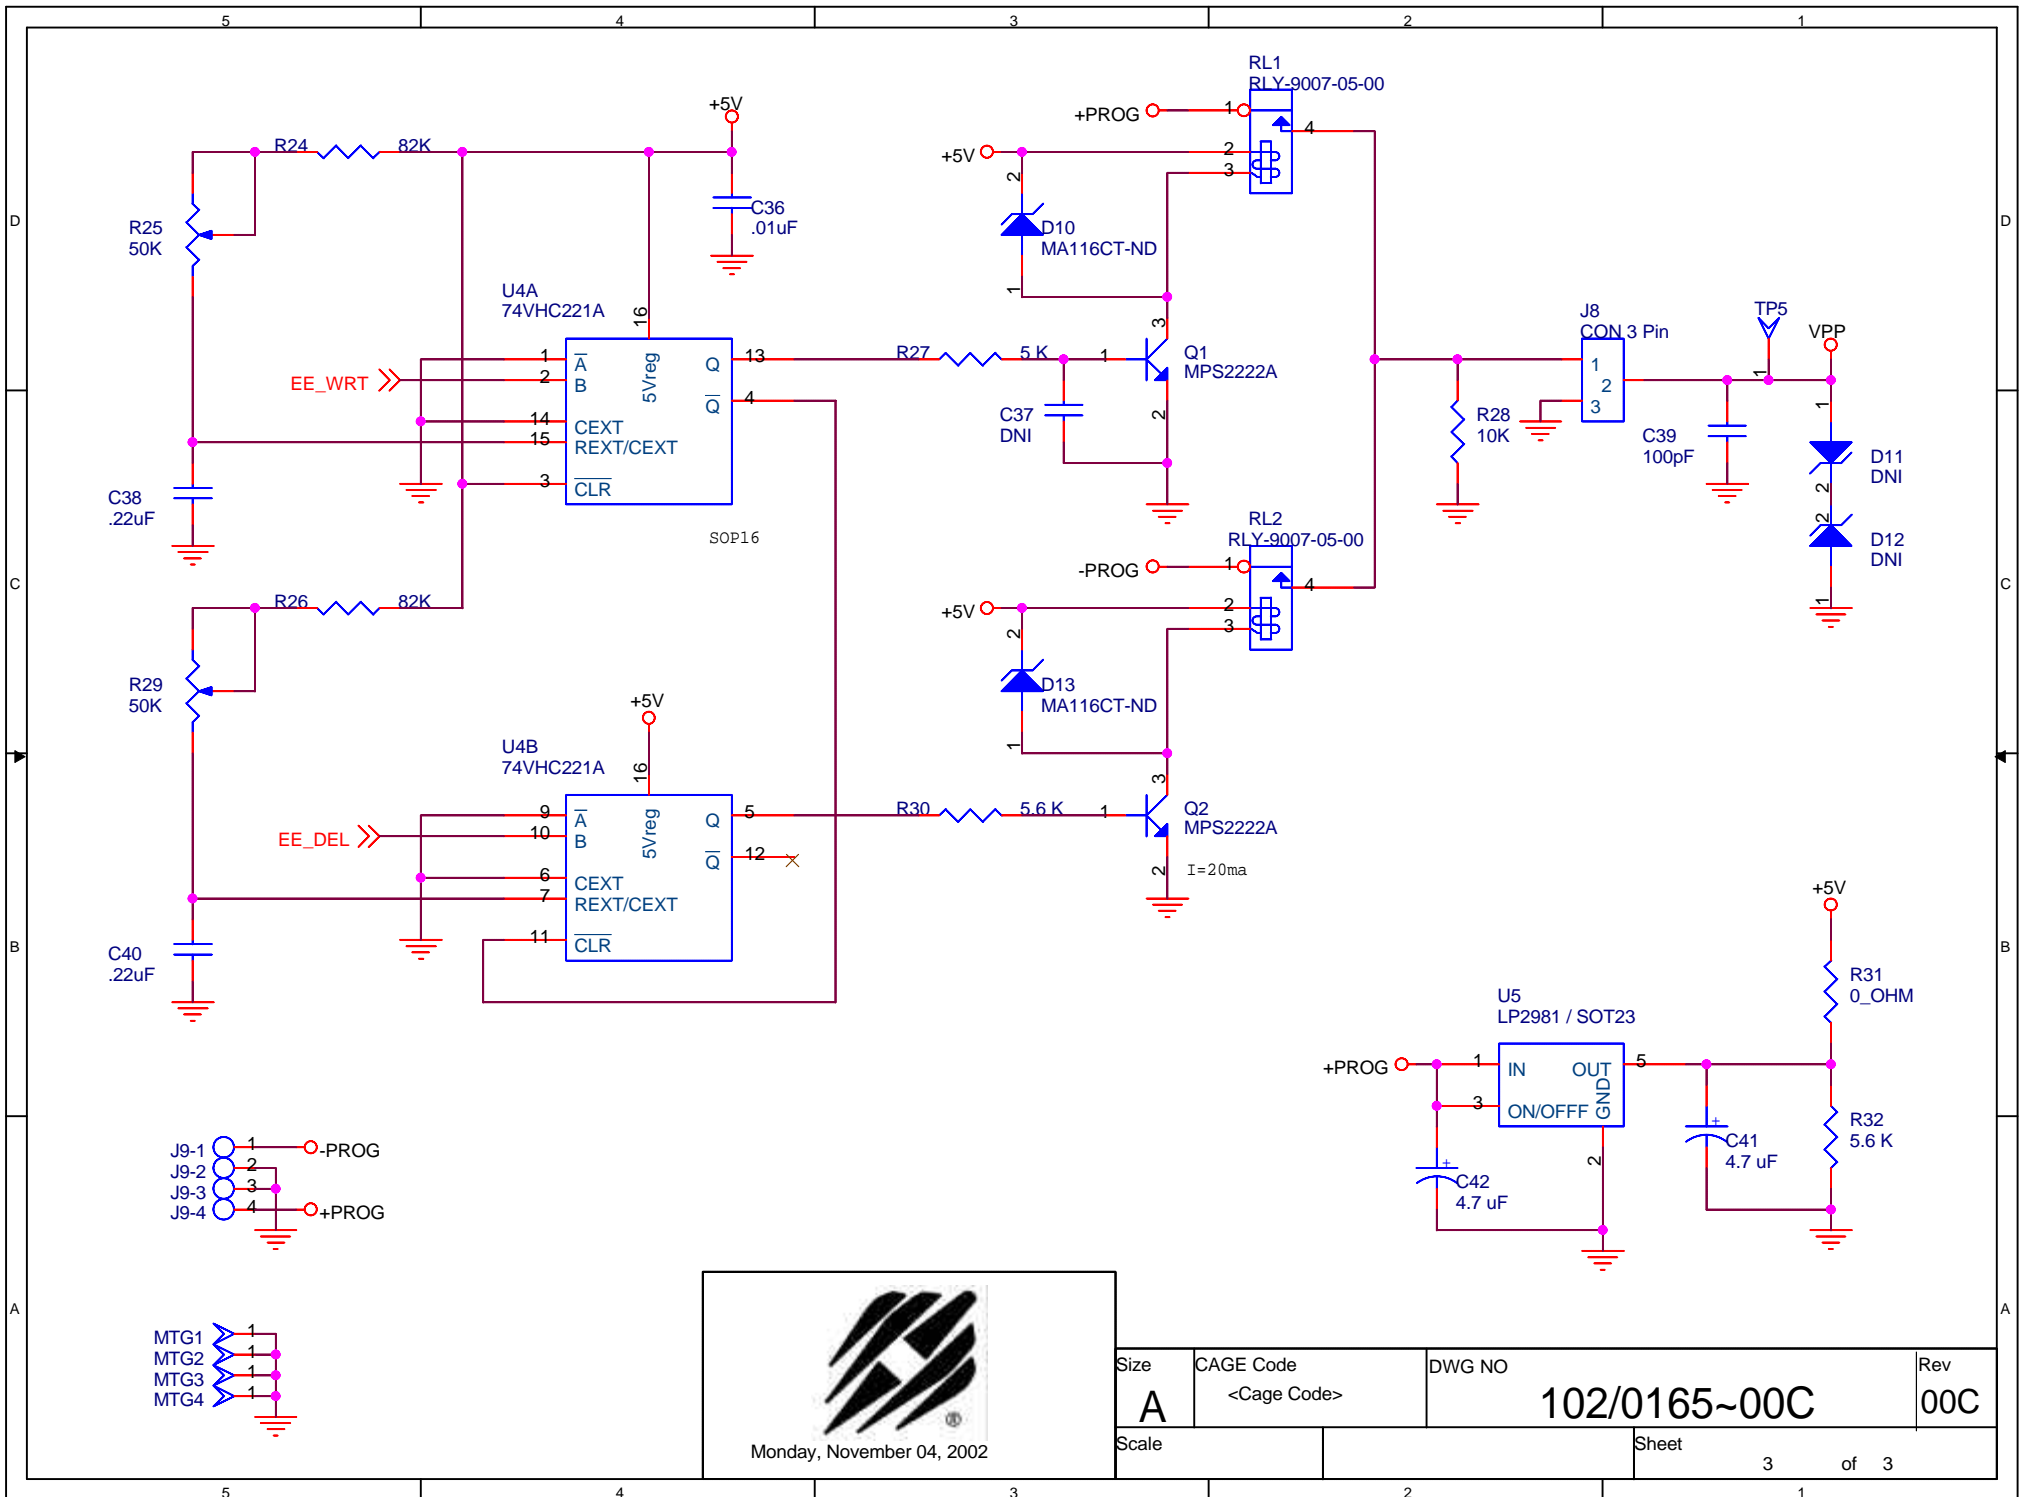 5 4 3 2 1
D
D
C
C
B
B
A
A
RL1
RLY-9007-05-00
+PROG
1
4
+5V
2
3
2
D10
MA116CT-ND
1
+5V
R24 82K
C36
.01uF
R25
50K
U4A
74VHC221A
16
5Vreg
1 A
2 B
14 CEXT
15 REXT/CEXT
3 CLR
Q 13
Q 4
EE_WRT
SOP16
C38
.22uF
R27 5 K
C37
DNI
1
3
2
Q1
MPS2222A
R28
10K
J8
CON 3 Pin
1
2
3
TP5
1
VPP
C39
100pF
1
D11
DNI
2
2
D12
DNI
1
RL2
RLY-9007-05-00
-PROG
1
4
+5V
2
3
2
D13
MA116CT-ND
1
R26 82K
R29
50K
+5V
U4B
74VHC221A
16
5Vreg
9 A
10 B
6 CEXT
7 REXT/CEXT
11 CLR
Q 5
Q 12
EE_DEL
C40
.22uF
R30 5.6 K
1
3
2
Q2
MPS2222A
I=20ma
+5V
R31
0_OHM
U5
LP2981 / SOT23
+PROG
1 IN
3 ON/OFFF
OUT 5
GND
2
C41
4.7 uF
R32
5.6 K
C42
4.7 uF
J9-1 1 -PROG
J9-2 2
J9-3 3
J9-4 4 +PROG
MTG1 1
MTG2 1
MTG3 1
MTG4 1
®
Monday, November 04, 2002
Size
A
CAGE Code
<Cage Code>
DWG NO
102/0165~00C
Rev
00C
Scale
Sheet
3 of 3
5 4 3 2 1